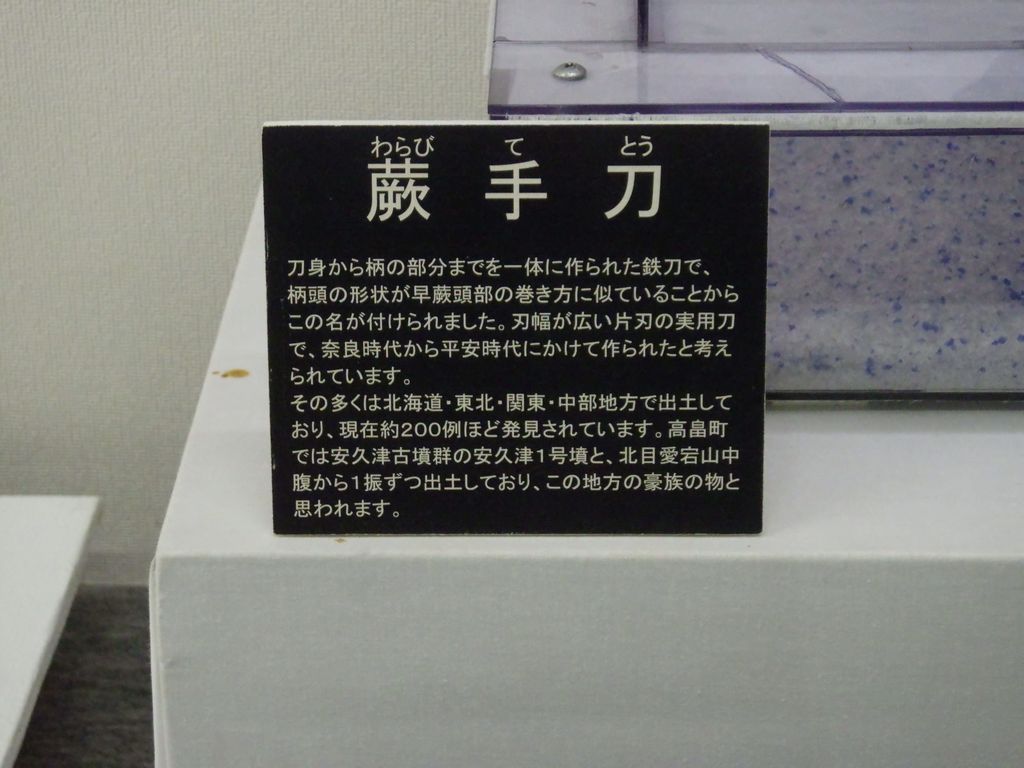 わらび て とう
蕨 手 刀
刀身から柄の部分までを一体に作られた鉄刀で、
柄頭の形状が早蕨頭部の巻き方に似ていることから
この名が付けられました。刃幅が広い片刃の実用刀
で、奈良時代から平安時代にかけて作られたと考え
られています。
その多くは北海道・東北・関東・中部地方で出土して
おり、現在約200例ほど発見されています。高畠町
では安久津古墳群の安久津1号墳と、北目愛宕山中
腹から1振ずつ出土しており、この地方の豪族の物と
思われます。